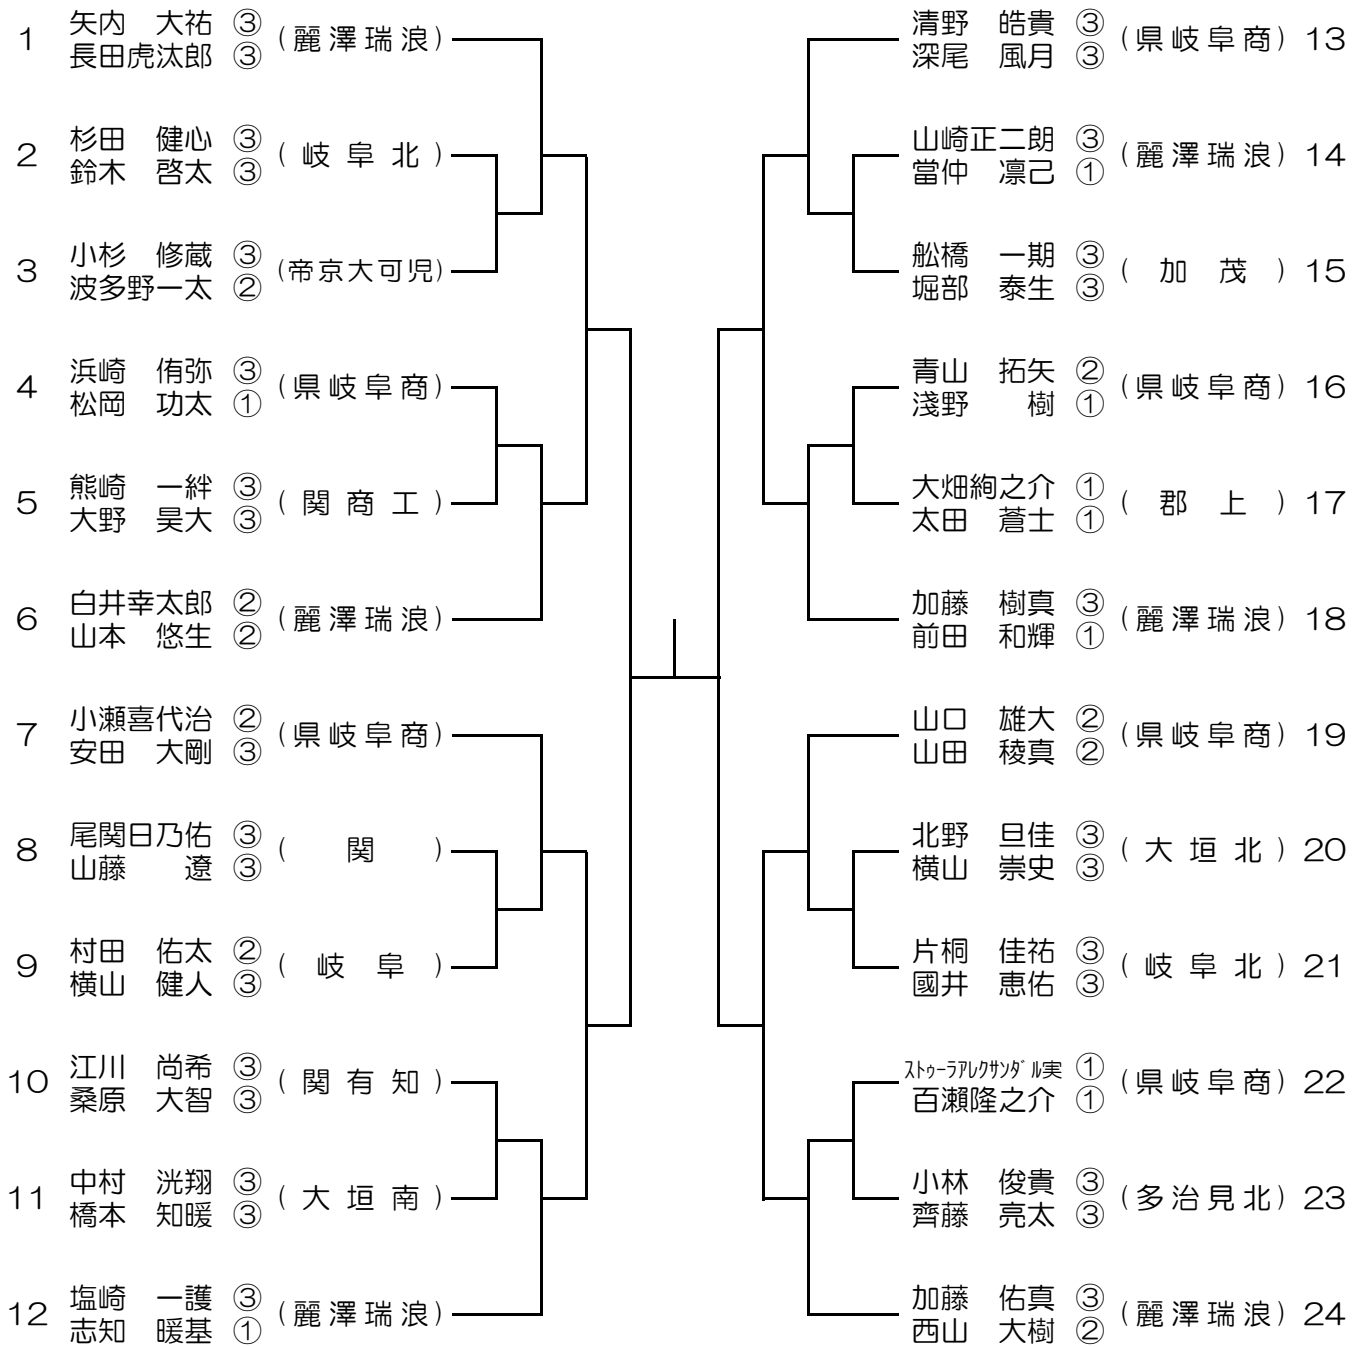 1 矢内 大祐 ③ (麗澤瑞浪)
長田虎汰郎 ③
2 杉田 健心 ③ (岐阜北)
鈴木 啓太 ③
3 小杉 修蔵 ③ (帝京大可児)
波多野一太 ②
4 浜崎 侑弥 ③ (県岐阜商)
松岡 功太 ①
5 熊崎 一絆 ③ (関商工)
大野 昊大 ③
6 白井幸太郎 ② (麗澤瑞浪)
山本 悠生 ②
7 小瀬喜代治 ② (県岐阜商)
安田 大剛 ③
8 尾関日乃佑 ③ (関)
山藤 遼 ③
9 村田 佑太 ② (岐阜)
横山 健人 ③
10 江川 尚希 ③ (関有知)
桑原 大智 ③
11 中村 洸翔 ③ (大垣南)
橋本 知暖 ③
12 塩崎 一護 ③ (麗澤瑞浪)
志知 暖基 ①
清野 皓貴 ③ (県岐阜商) 13
深尾 風月 ③
山崎正二朗 ③ (麗澤瑞浪) 14
當仲 凛己 ①
舩橋 一期 ③ (加茂) 15
堀部 泰生 ③
青山 拓矢 ② (県岐阜商) 16
淺野 樹 ①
大畑絢之介 ① (郡上) 17
太田 蒼士 ①
加藤 樹真 ③ (麗澤瑞浪) 18
前田 和輝 ①
山口 雄大 ② (県岐阜商) 19
山田 稜真 ②
北野 旦佳 ③ (大垣北) 20
横山 崇史 ③
片桐 佳祐 ③ (岐阜北) 21
國井 恵佑 ③
ストゥーラアレクサンダル実 ① (県岐阜商) 22
百瀬隆之介 ①
小林 俊貴 ③ (多治見北) 23
齊藤 亮太 ③
加藤 佑真 ③ (麗澤瑞浪) 24
西山 大樹 ②